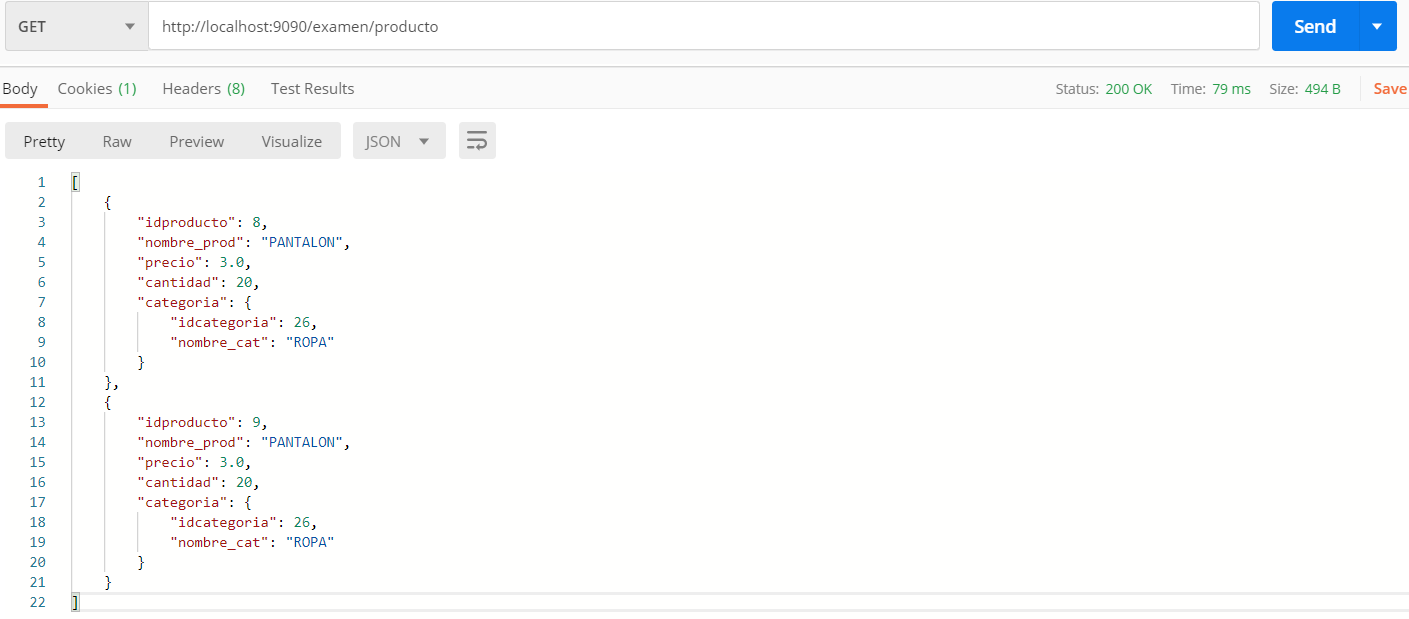 GET http://localhost:9090/examen/producto Send
Body Cookies (1) Headers (8) Test Results Status: 200 OK Time: 79 ms Size: 494 B Save
Pretty Raw Preview Visualize JSON
1 [
2 {
3 "idproducto": 8,
4 "nombre_prod": "PANTALON",
5 "precio": 3.0,
6 "cantidad": 20,
7 "categoria": {
8 "idcategoria": 26,
9 "nombre_cat": "ROPA"
10 }
11 },
12 {
13 "idproducto": 9,
14 "nombre_prod": "PANTALON",
15 "precio": 3.0,
16 "cantidad": 20,
17 "categoria": {
18 "idcategoria": 26,
19 "nombre_cat": "ROPA"
20 }
21 }
22 ]